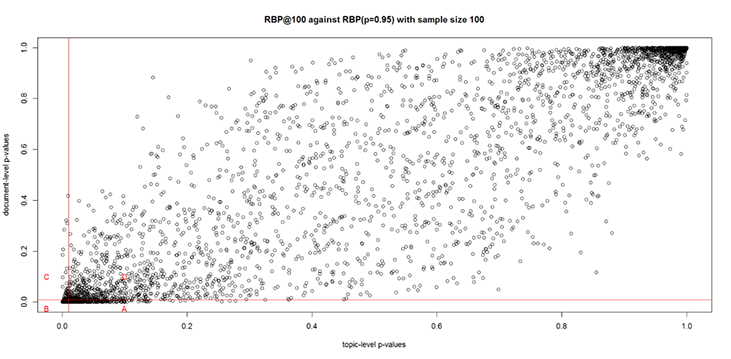 RBP@100 against RBP(p=0.95) with sample size 100
document-level p-values
1.0
0.8
0.6
0.4
0.2
0.0
C
D
B
A
0.0 0.2 0.4 0.6 0.8 1.0
topic-level p-values